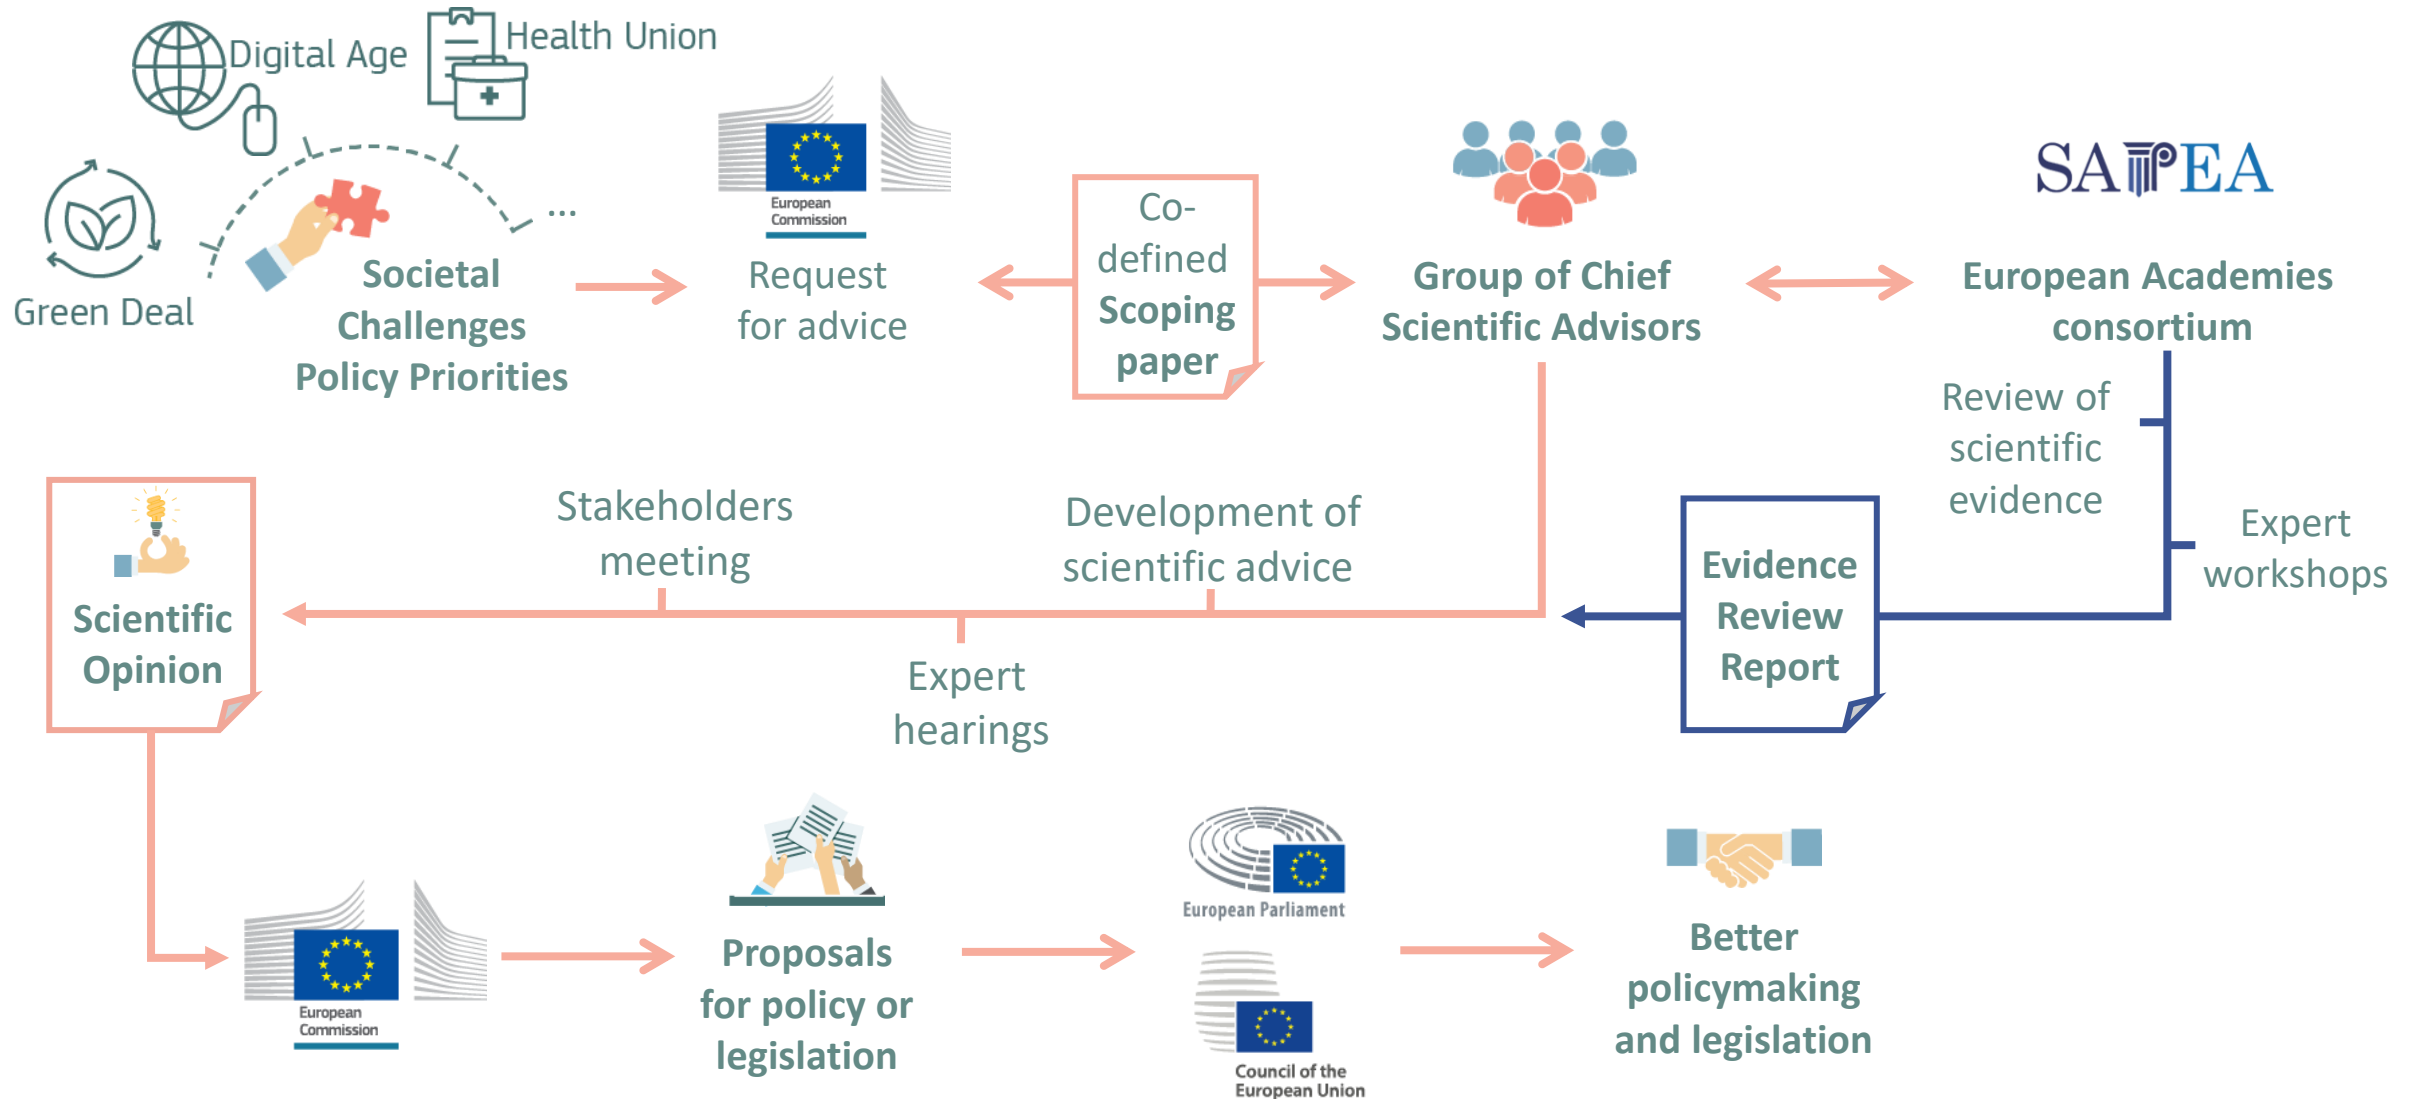 Digital Age
Health Union
Green Deal
...
Societal
Challenges
Policy Priorities
European
Commission
Request
for advice
Co-
defined
Scoping
paper
Group of Chief
Scientific Advisors
SAPEA
European Academies
consortium
Review of
scientific
evidence
Expert
workshops
Evidence
Review
Report
Development of
scientific advice
Expert
hearings
Stakeholders
meeting
Scientific
Opinion
European
Commission
Proposals
for policy or
legislation
European Parliament
Council of the
European Union
Better
policymaking
and legislation